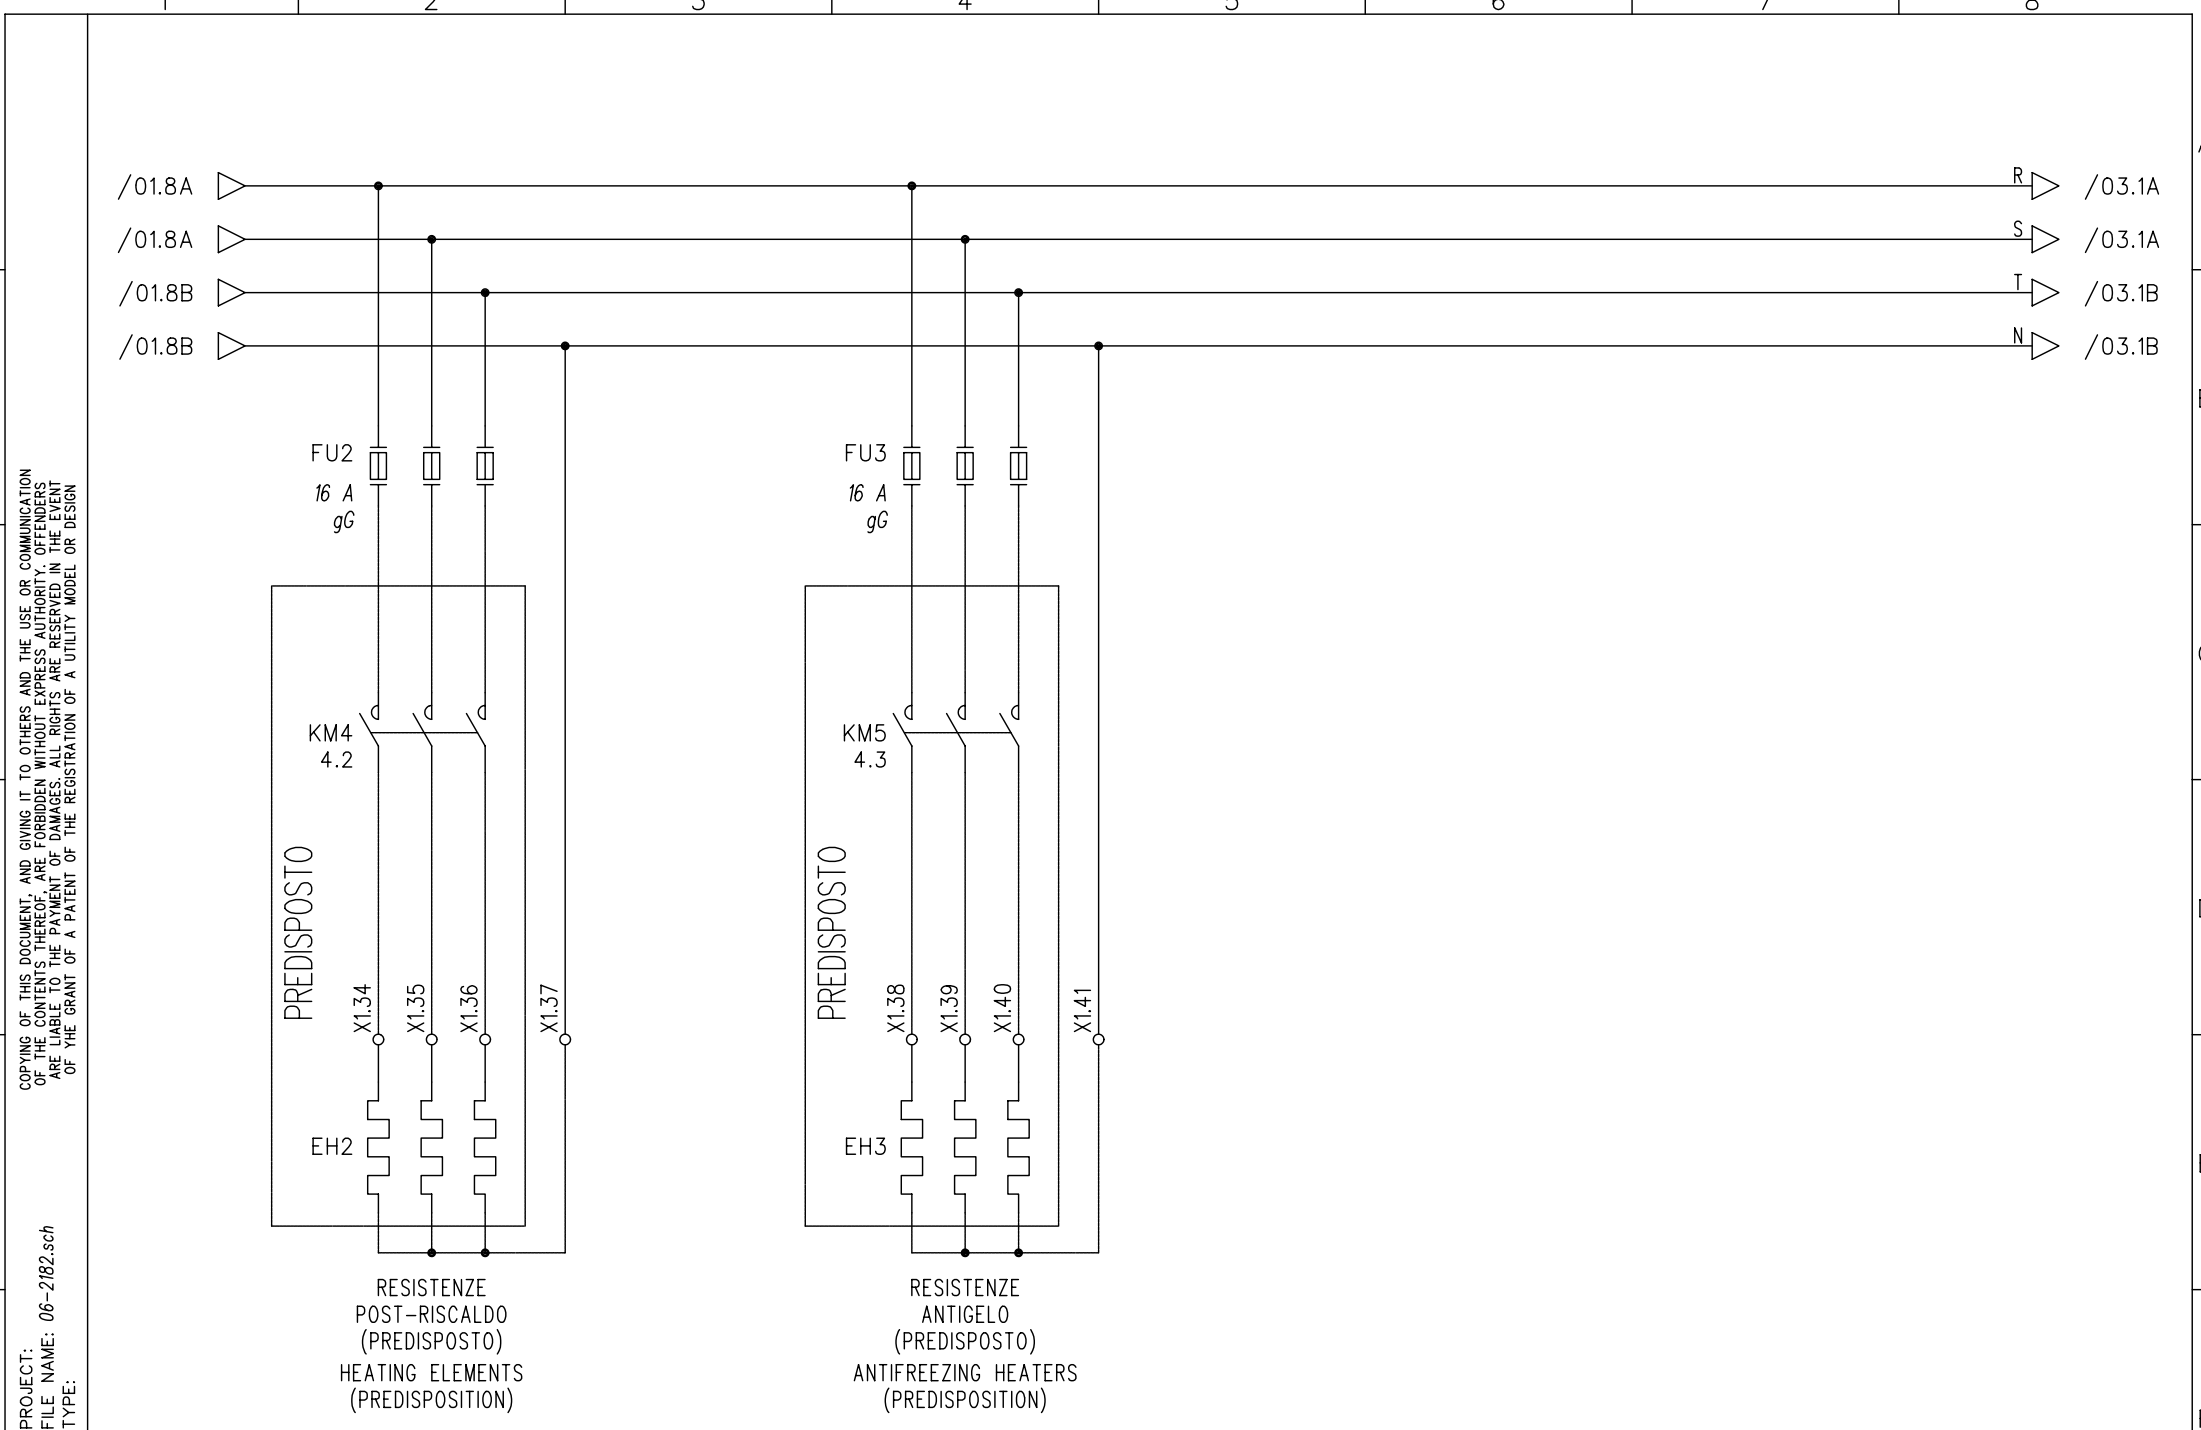 2
3
4
5
6
7
8
/01.8A
R
/03.1A
/01.8A
S
/03.1A
/01.8B
T
/03.1B
/01.8B
N
/03.1B
FU2
16 A
gG
FU3
16 A
gG
KM4
4.2
KM5
4.3
PREDISPOSTO
PREDISPOSTO
X1.34
X1.35
X1.36
X1.37
X1.38
X1.39
X1.40
X1.41
EH2
EH3
RESISTENZE
POST-RISCALDO
(PREDISPOSTO)
HEATING ELEMENTS
(PREDISPOSITION)
RESISTENZE
ANTIGELO
(PREDISPOSTO)
ANTIFREEZING HEATERS
(PREDISPOSITION)
COPYING OF THIS DOCUMENT, AND GIVING IT TO OTHERS AND THE USE OR COMMUNICATION
OF THE CONTENTS THEREOF, ARE FORBIDDEN WITHOUT EXPRESS AUTHORITY. OFFENDERS
ARE LIABLE TO THE PAYMENT OF DAMAGES. ALL RIGHTS ARE RESERVED IN THE EVENT
OF YHE GRANT OF A PATENT OF THE REGISTRATION OF A UTILITY MODEL OR DESIGN
PROJECT:
FILE NAME: 06-2182.sch
TYPE: